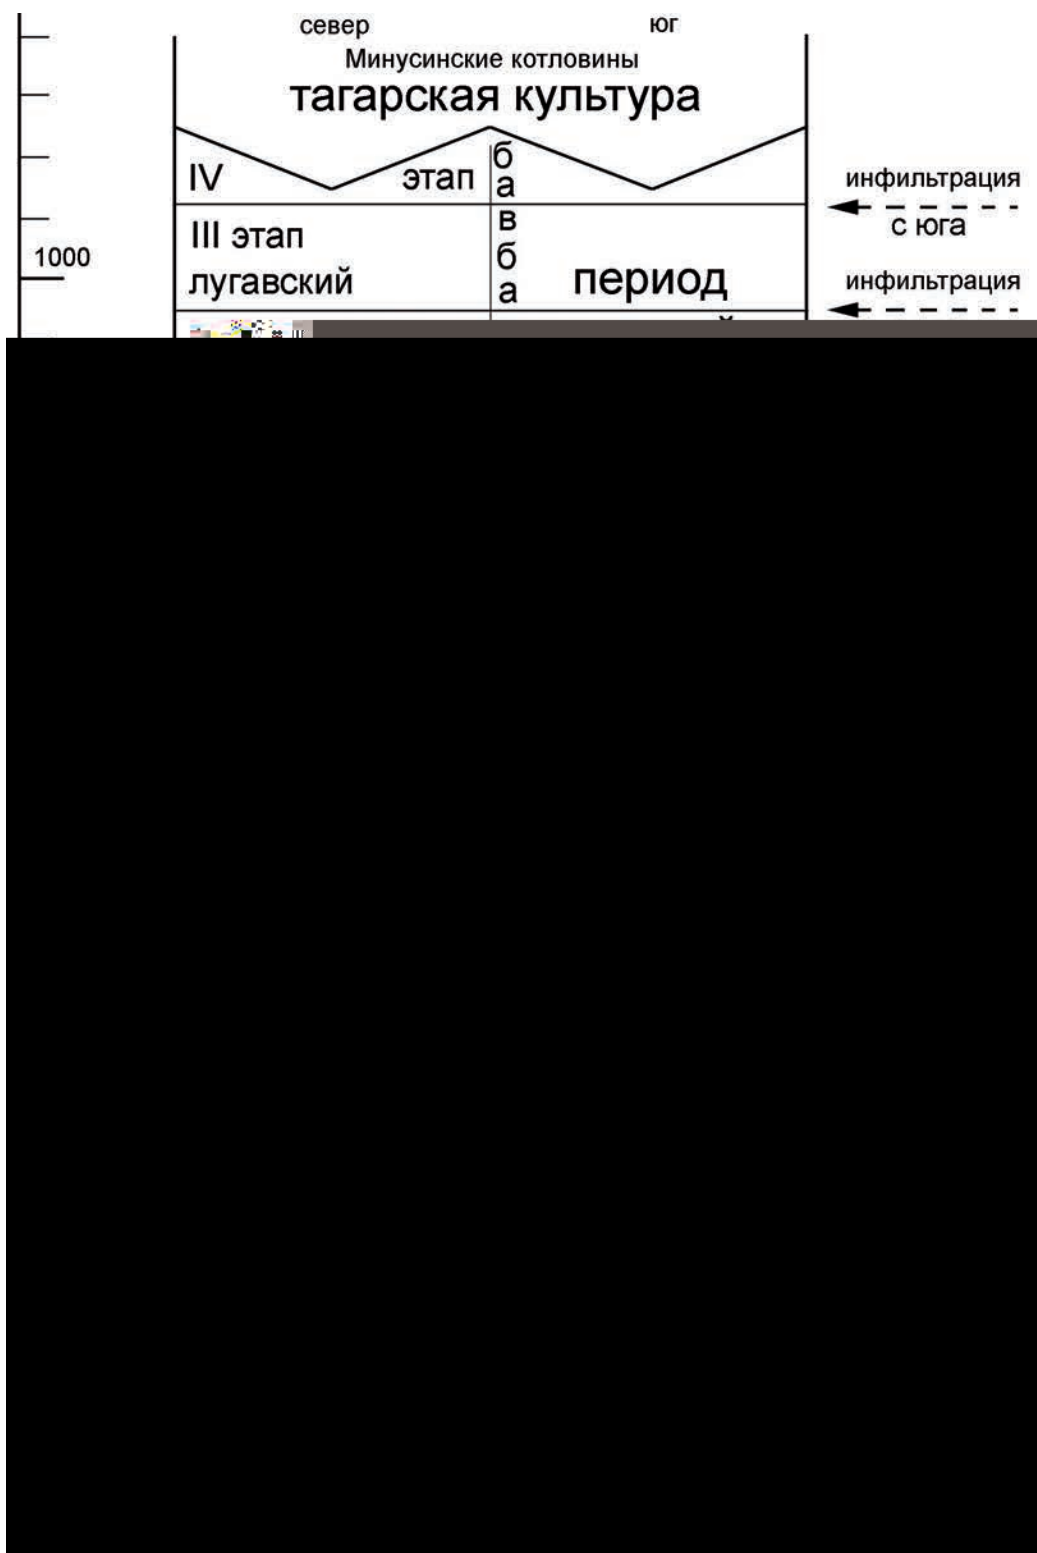 север юг
Минусинские котловины
тагарская культура
IV этап б
а
инфильтрация
с юга
III этап
лугавский
в
б
а
период
1000
инфильтрация